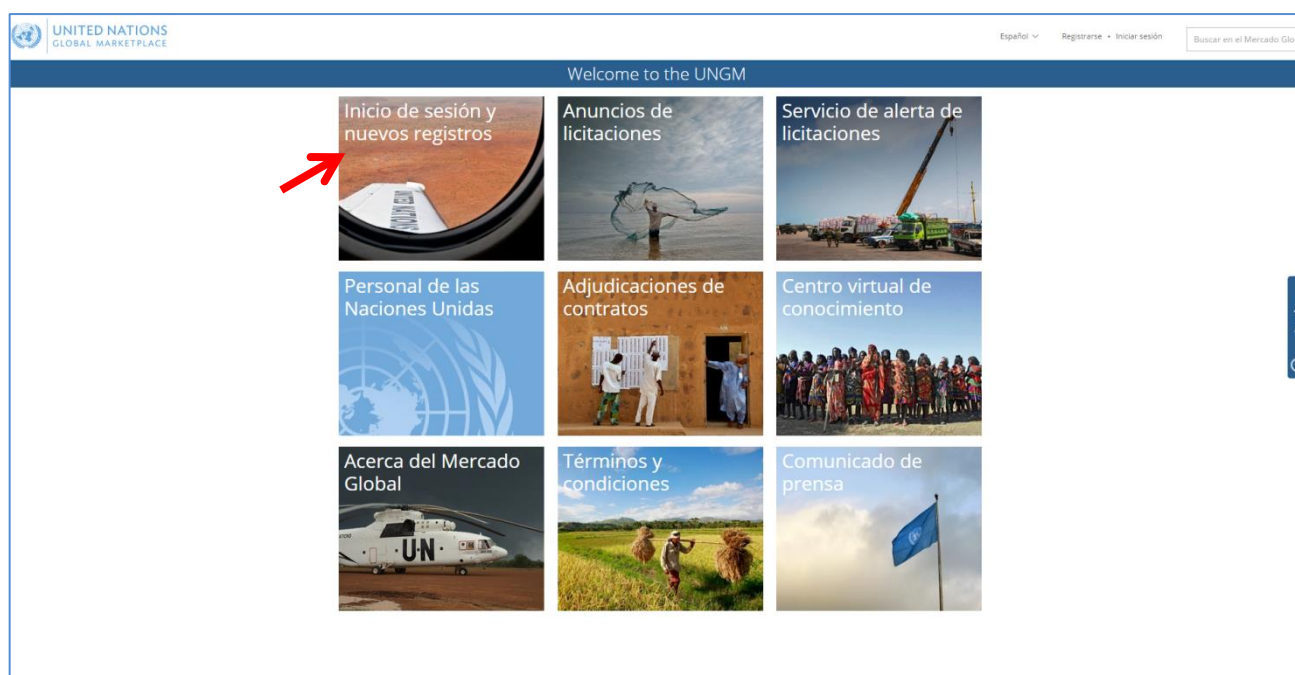 UNITED NATIONS
GLOBAL MARKETPLACE
Español
Registrarse • Iniciar sesión
Buscar en el Mercado Glo
Welcome to the UNGM
Inicio de sesión y
nuevos registros
Anuncios de
licitaciones
Servicio de alerta de
licitaciones
Personal de las
Naciones Unidas
Adjudicaciones de
contratos
Centro virtual de
conocimiento
Acerca del Mercado
Global
Términos y
condiciones
Comunicado de
prensa
UN